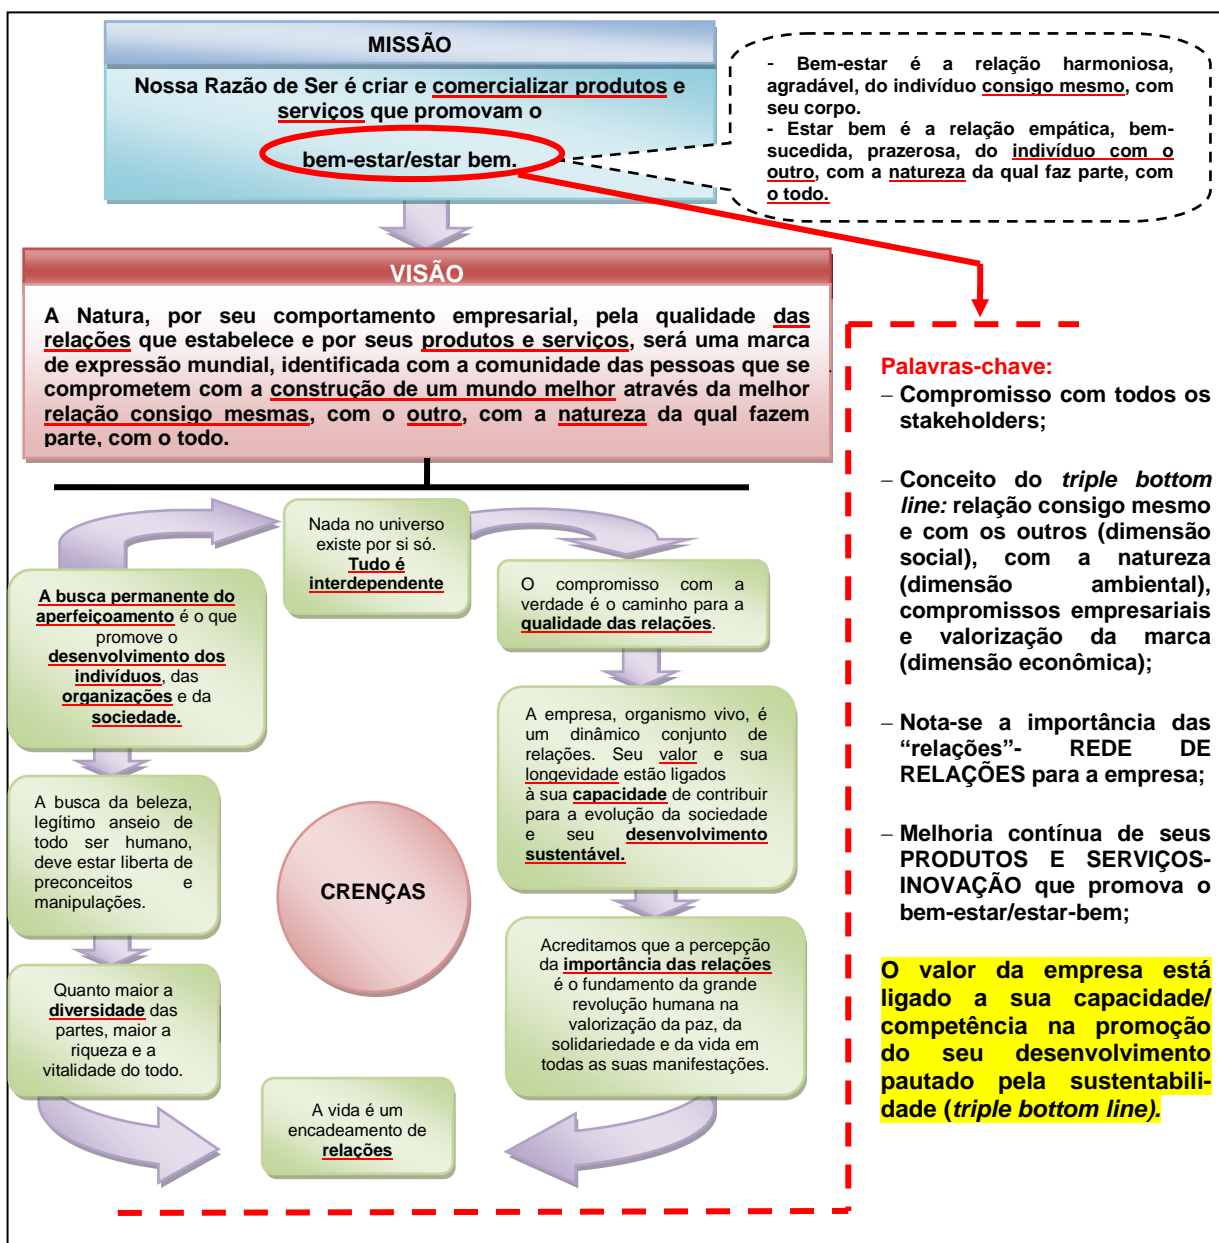 MISSÃO
Nossa Razão de Ser é criar e comercializar produtos e
serviços que promovam o
bem-estar/estar bem.
- Bem-estar é a relação harmoniosa,
agradável, do indivíduo consigo mesmo, com
seu corpo.
- Estar bem é a relação empática, bem-
sucedida, prazerosa, do indivíduo com o
outro, com a natureza da qual faz parte, com
o todo.
VISÃO
A Natura, por seu comportamento empresarial, pela qualidade das
relações que estabelece e por seus produtos e serviços, será uma marca
de expressão mundial, identificada com a comunidade das pessoas que se
comprometem com a construção de um mundo melhor através da melhor
relação consigo mesmas, com o outro, com a natureza da qual fazem
parte, com o todo.
Nada no universo
existe por si só.
Tudo é
interdependente
O compromisso com a
verdade é o caminho para a
qualidade das relações.
A empresa, organismo vivo, é
um dinâmico conjunto de
relações. Seu valor e sua
longevidade estão ligados
à sua capacidade de contribuir
para a evolução da sociedade
e seu desenvolvimento
sustentável.
Acreditamos que a percepção
da importância das relações
é o fundamento da grande
revolução humana na
valorização da paz, da
solidariedade e da vida em
todas as suas manifestações.
A vida é um
encadeamento de
relações
A busca permanente do
aperfeiçoamento é o que
promove o
desenvolvimento dos
indivíduos, das
organizações e da
sociedade.
A busca da beleza,
legítimo anseio de
todo ser humano,
deve estar liberta de
preconceitos e
manipulações.
Quanto maior a
diversidade das
partes, maior a
riqueza e a
vitalidade do todo.
CRENÇAS
Palavras-chave:
– Compromisso com todos os
stakeholders;
– Conceito do triple bottom
line: relação consigo mesmo
e com os outros (dimensão
social), com a natureza
(dimensão ambiental),
compromissos empresariais
e valorização da marca
(dimensão econômica);
– Nota-se a importância das
“relações”- REDE DE
RELAÇÕES para a empresa;
– Melhoria contínua de seus
PRODUTOS E SERVIÇOS-
INOVAÇÃO que promova o
bem-estar/estar-bem;
O valor da empresa está
ligado a sua capacidade/
competência na promoção
do seu desenvolvimento
pautado pela sustentabili-
dade (triple bottom line).